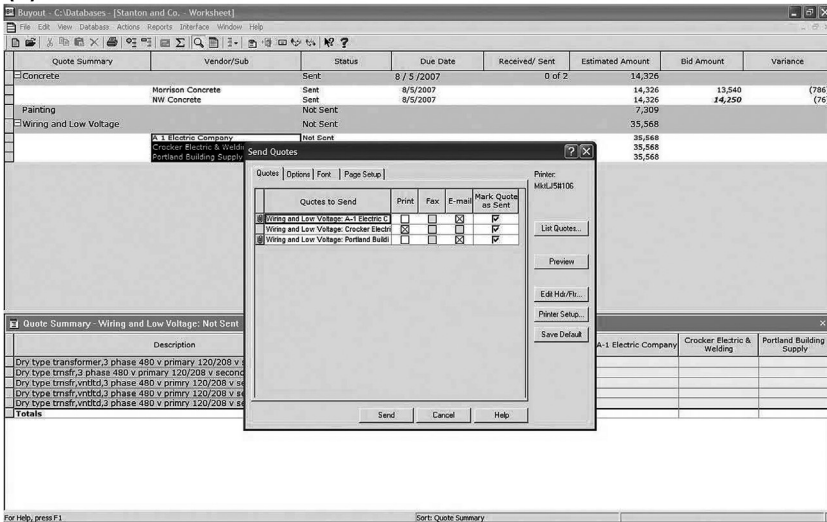 Buyout - C:\Databases - [Stanton and Co. - Worksheet]
File Edit View Database Actions Reports Interface Window Help
Quote Summary Vendor/Sub Status Due Date Received/ Sent Estimated Amount Bid Amount Variance
Concrete Sent 8 / 5 /2007 0 of 2 14,326
Morrison Concrete Sent 8/5/2007 14,326 13,540 (786
NW Concrete Sent 8/5/2007 14,326 14,250 (76
Painting Not Sent 7,309
Wiring and Low Voltage Not Sent 35,568
A 1 Electric Company Not Sent 35,568
Crocker Electric & Weldi 35,568
Portland Building Supply 35,568
Send Quotes
Quotes Options Font Page Setup
Printer:
MktLJ5#106
Quotes to Send Print Fax E-mail Mark Quote as Sent
Wiring and Low Voltage: A-1 Electric C
Wiring and Low Voltage: Crocker Electri
Wiring and Low Voltage: Portland Buildi
List Quotes...
Preview
Edit Hdr/Ftr...
Printer Setup...
Save Default
Send Cancel Help
Quote Summary - Wiring and Low Voltage: Not Sent
Description A-1 Electric Company Crocker Electric & Welding Portland Building Supply
Dry type transformer,3 phase 480 v primary 120/208 v s
Dry type trnsfr,3 phase 480 v primary 120/208 v second
Dry type trnsfr,vntltd,3 phase 480 v primry 120/208 v se
Dry type trnsfr,vntltd,3 phase 480 v primry 120/208 v se
Dry type trnsfr,vntltd,3 phase 480 v primry 120/208 v se
Totals
For Help, press F1 Sort: Quote Summary